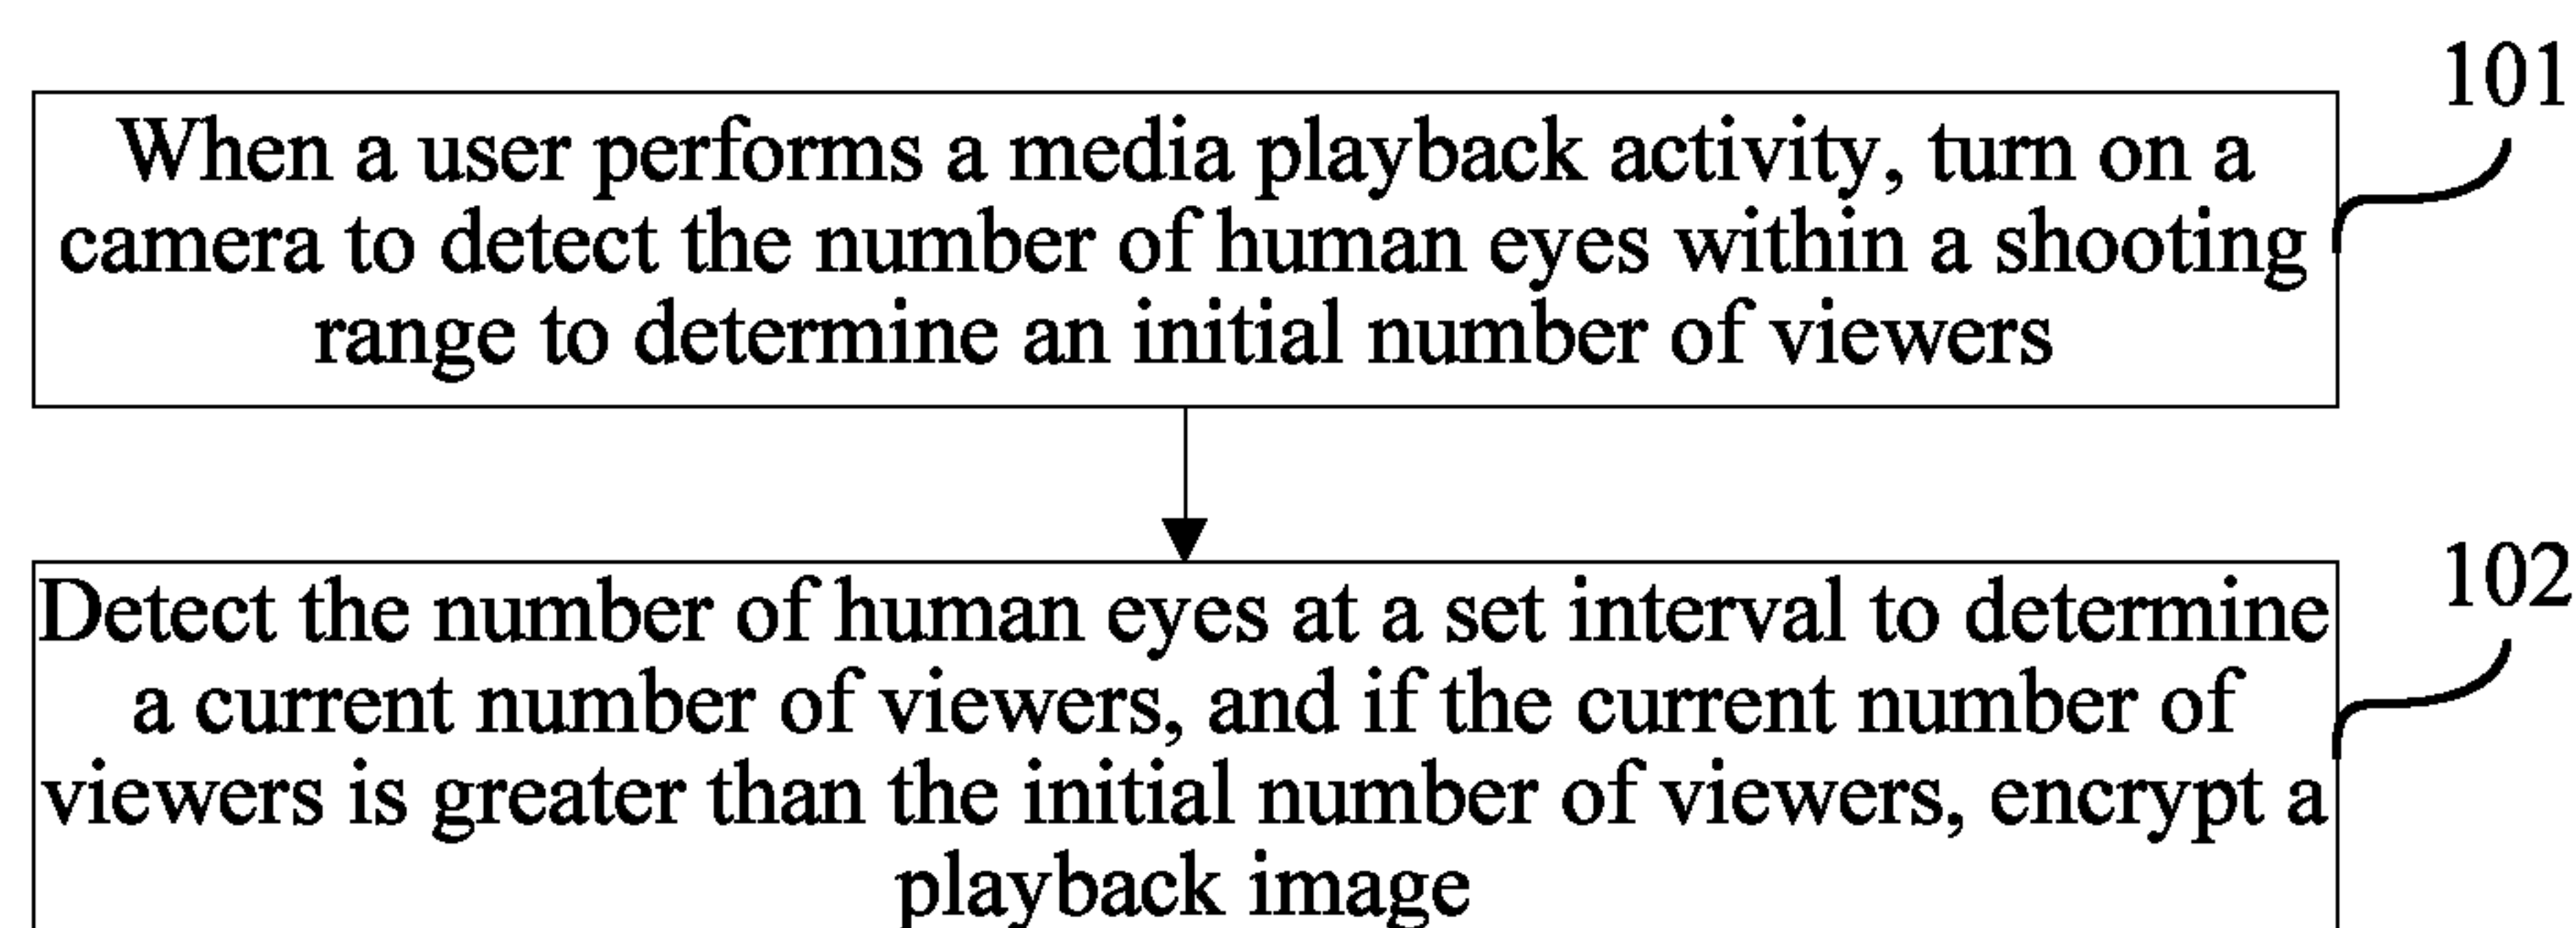 101
When a user performs a media playback activity, turn on a
camera to detect the number of human eyes within a shooting
range to determine an initial number of viewers
102
Detect the number of human eyes at a set interval to determine
a current number of viewers, and if the current number of
viewers is greater than the initial number of viewers, encrypt a
playback image